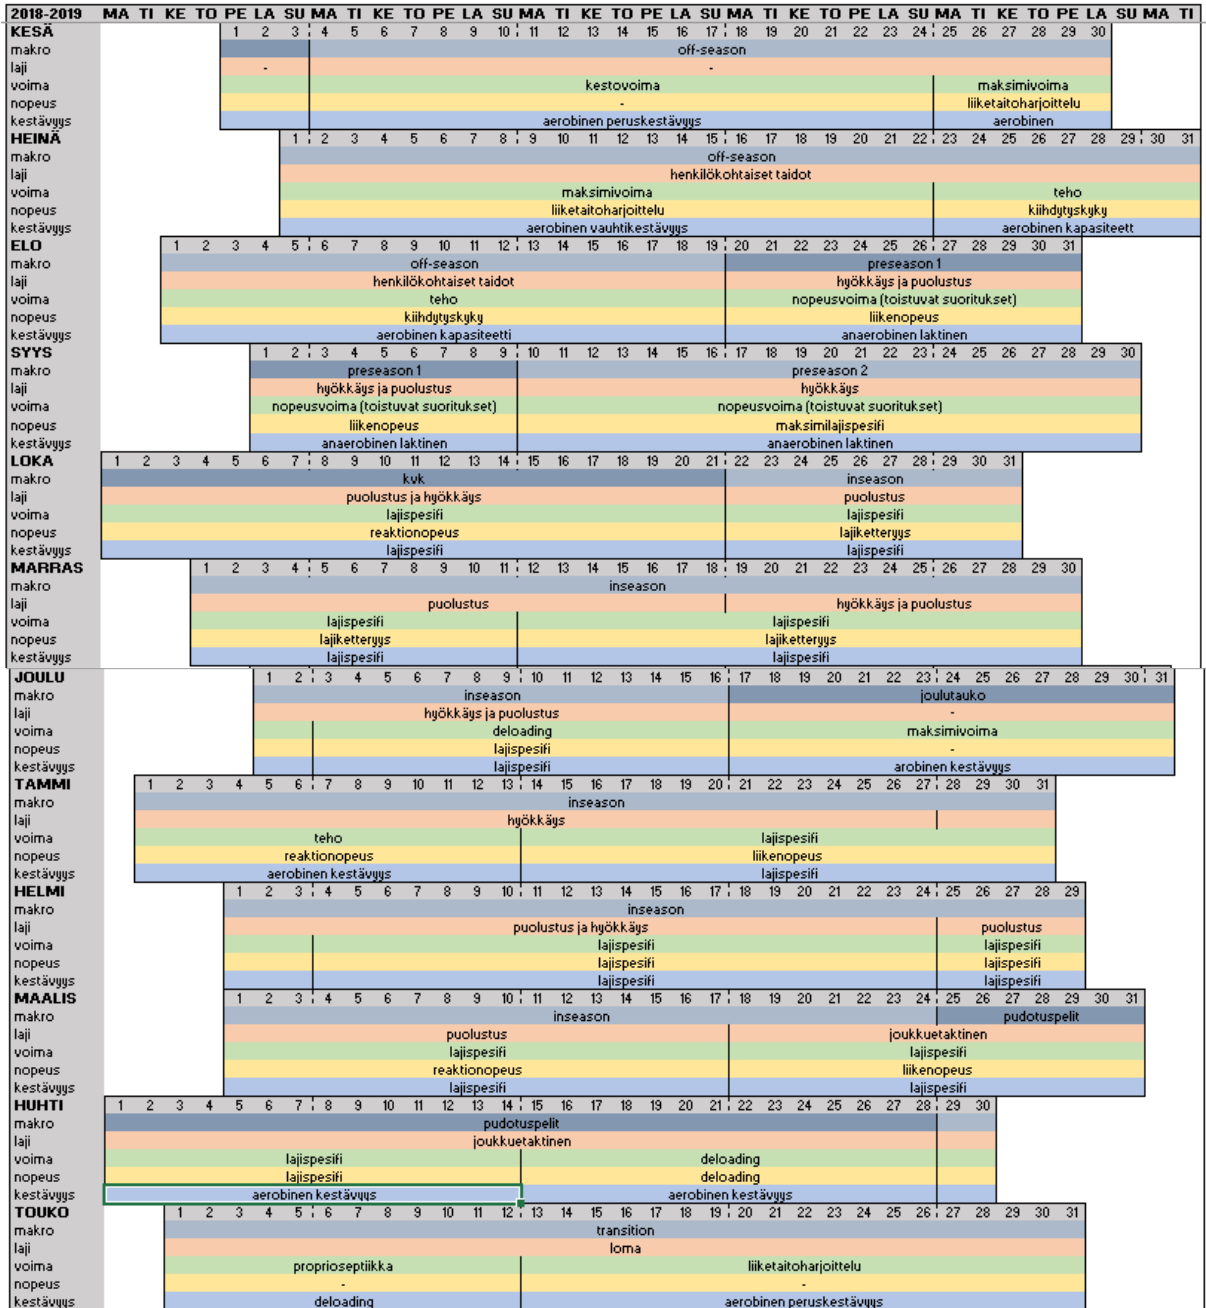 2018-2019 MA TI KE TO PE LA SU MA TI KE TO PE LA SU MA TI KE TO PE LA SU MA TI KE TO PE LA SU MA TI KE TO PE LA SU MA TI
KESÄ 1 2 3 4 5 6 7 8 9 10 11 12 13 14 15 16 17 18 19 20 21 22 23 24 25 26 27 28 29 30
makro off-season
laji - -
voima kestovoima maksimivoima
nopeus - liiketaitoharjoittelu
kestävyys aerobinen peruskestävyys aerobinen
HEINÄ 1 2 3 4 5 6 7 8 9 10 11 12 13 14 15 16 17 18 19 20 21 22 23 24 25 26 27 28 29 30 31
makro off-season
laji henkilökohtaiset taidot
voima maksimivoima teho
nopeus liiketaitoharjoittelu kiihdytyskyky
kestävyys aerobinen vauhtikestävyys aerobinen kapasiteett
ELO 1 2 3 4 5 6 7 8 9 10 11 12 13 14 15 16 17 18 19 20 21 22 23 24 25 26 27 28 29 30 31
makro off-season preseason 1
laji henkilökohtaiset taidot hyökkäys ja puolustus
voima teho nopeusvoima (toistuvat suoritukset)
nopeus kiihdytyskyky liikenopeus
kestävyys aerobinen kapasiteetti anaerobinen laktinen
SYYS 1 2 3 4 5 6 7 8 9 10 11 12 13 14 15 16 17 18 19 20 21 22 23 24 25 26 27 28 29 30
makro preseason 1 preseason 2
laji hyökkäys ja puolustus hyökkäys
voima nopeusvoima (toistuvat suoritukset) nopeusvoima (toistuvat suoritukset)
nopeus liikenopeus maksimilajispesifi
kestävyys anaerobinen laktinen anaerobinen laktinen
LOKA 1 2 3 4 5 6 7 8 9 10 11 12 13 14 15 16 17 18 19 20 21 22 23 24 25 26 27 28 29 30 31
makro kvk inseason
laji puolustus ja hyökkäys puolustus
voima lajispesifi lajispesifi
nopeus reaktionopeus lajiketteryys
kestävyys lajispesifi lajispesifi
MARRAS 1 2 3 4 5 6 7 8 9 10 11 12 13 14 15 16 17 18 19 20 21 22 23 24 25 26 27 28 29 30
makro inseason
laji puolustus hyökkäys ja puolustus
voima lajispesifi lajispesifi
nopeus lajiketteryys lajiketteryys
kestävyys lajispesifi lajispesifi
JOULU 1 2 3 4 5 6 7 8 9 10 11 12 13 14 15 16 17 18 19 20 21 22 23 24 25 26 27 28 29 30 31
makro inseason joulutauko
laji hyökkäys ja puolustus -
voima deloading maksimivoima
nopeus lajispesifi -
kestävyys lajispesifi arobinen kestävyys
TAMMI 1 2 3 4 5 6 7 8 9 10 11 12 13 14 15 16 17 18 19 20 21 22 23 24 25 26 27 28 29 30 31
makro inseason
laji hyökkäys
voima teho lajispesifi
nopeus reaktionopeus liikenopeus
kestävyys aerobinen kestävyys lajispesifi
HELMI 1 2 3 4 5 6 7 8 9 10 11 12 13 14 15 16 17 18 19 20 21 22 23 24 25 26 27 28 29
makro inseason
laji puolustus ja hyökkäys puolustus
voima lajispesifi lajispesifi
nopeus lajispesifi lajispesifi
kestävyys lajispesifi lajispesifi
MAALIS 1 2 3 4 5 6 7 8 9 10 11 12 13 14 15 16 17 18 19 20 21 22 23 24 25 26 27 28 29 30 31
makro inseason pudotuspelit
laji puolustus joukkuetaktinen
voima lajispesifi lajispesifi
nopeus reaktionopeus liikenopeus
kestävyys lajispesifi lajispesifi
HUHTI 1 2 3 4 5 6 7 8 9 10 11 12 13 14 15 16 17 18 19 20 21 22 23 24 25 26 27 28 29 30
makro pudotuspelit
laji joukkuetaktinen
voima lajispesifi deloading
nopeus lajispesifi deloading
kestävyys aerobinen kestävyys aerobinen kestävyys
TOUKO 1 2 3 4 5 6 7 8 9 10 11 12 13 14 15 16 17 18 19 20 21 22 23 24 25 26 27 28 29 30 31
makro transition
laji loma
voima proprioseptiikka liiketaitoharjoittelu
nopeus -
kestävyys deloading aerobinen peruskestävyys